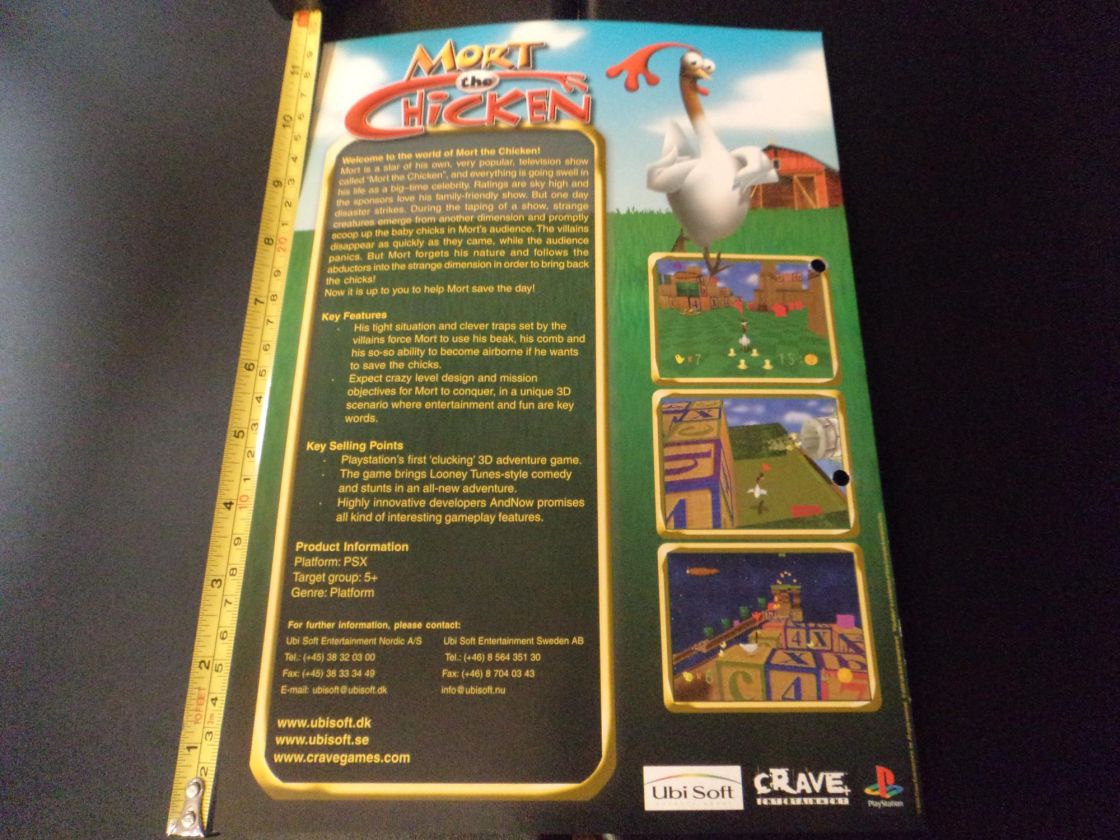 MORT
the
CHICKEN
Welcome to the world of Mort the Chicken!
Mort is a star of his own, very popular, television show
called "Mort the Chicken", and everything is going swell in
his life as a big-time celebrity. Ratings are sky high and
the sponsors love his family-friendly show. But one day
disaster strikes. During the taping of a show, strange
creatures emerge from another dimension and promptly
scoop up the baby chicks in Mort's audience. The villains
disappear as quickly as they came, while the audience
panics. But Mort forgets his nature and follows the
abductors into the strange dimension in order to bring back
the chicks!
Now it is up to you to help Mort save the day!
Key Features
· His tight situation and clever traps set by the
villains force Mort to use his beak, his comb and
his so-so ability to become airborne if he wants
to save the chicks.
· Expect crazy level design and mission
objectives for Mort to conquer, in a unique 3D
scenario where entertainment and fun are key
words.
Key Selling Points
· Playstation's first 'clucking' 3D adventure game.
· The game brings Looney Tunes-style comedy
and stunts in an all-new adventure.
· Highly innovative developers AndNow promises
all kind of interesting gameplay features.
Product Information
Platform: PSX
Target group: 5+
Genre: Platform
For further information, please contact:
Ubi Soft Entertainment Nordic A/S
Tel.: (+45) 38 32 03 00
Fax: (+45) 38 33 34 49
E-mail: ubisoft@ubisoft.dk
Ubi Soft Entertainment Sweden AB
Tel.: (+46) 8 564 351 30
Fax: (+46) 8 704 03 43
info@ubisoft.nu
www.ubisoft.dk
www.ubisoft.se
www.cravegames.com
Ubi Soft
CRAVE
ENTERTAINMENT
PlayStation